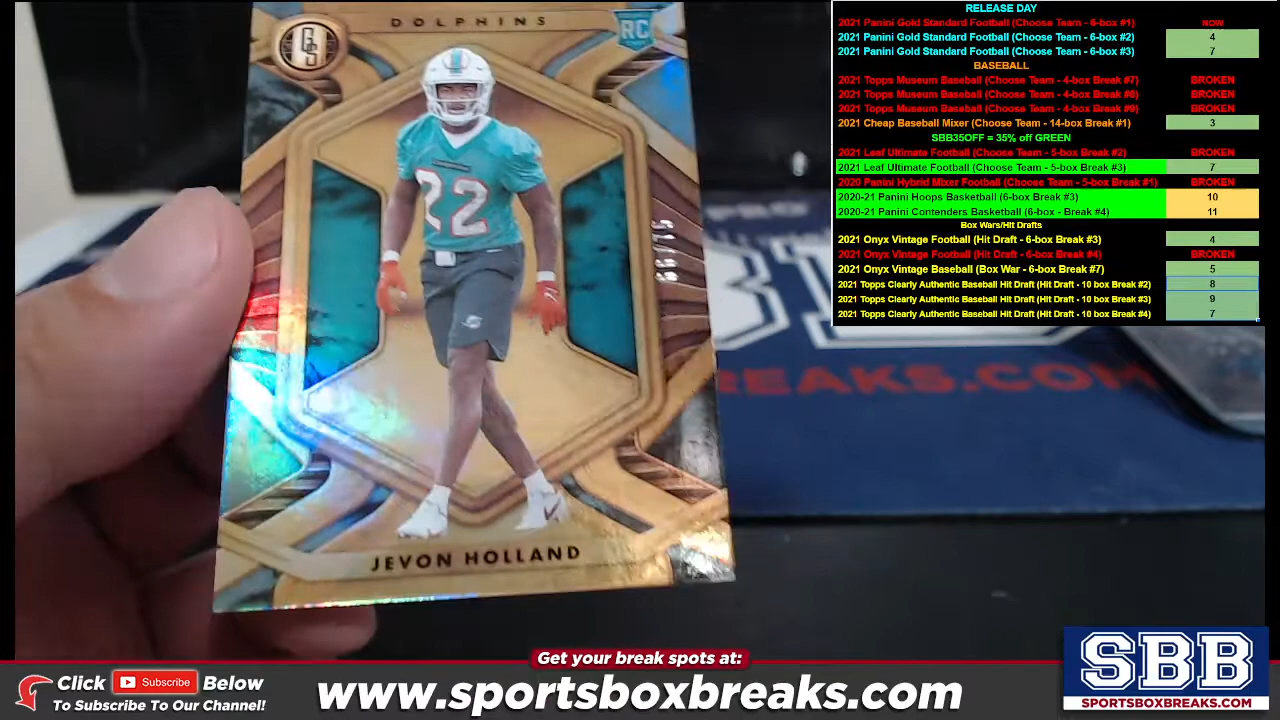 DOLPHINS
RC
GS
22
JEVON HOLLAND
RELEASE DAY
2021 Panini Gold Standard Football (Choose Team - 6-box #1) NOW
2021 Panini Gold Standard Football (Choose Team - 6-box #2) 4
2021 Panini Gold Standard Football (Choose Team - 6-box #3) 7
BASEBALL
2021 Topps Museum Baseball (Choose Team - 4-box Break #7) BROKEN
2021 Topps Museum Baseball (Choose Team - 4-box Break #8) BROKEN
2021 Topps Museum Baseball (Choose Team - 4-box Break #9) BROKEN
2021 Cheap Baseball Mixer (Choose Team - 14-box Break #1) 3
SBB35OFF = 35% off GREEN
2021 Leaf Ultimate Football (Choose Team - 5-box Break #2) BROKEN
2021 Leaf Ultimate Football (Choose Team - 5-box Break #3) 7
2020 Panini Hybrid Mixer Football (Choose Team - 5-box Break #1) BROKEN
2020-21 Panini Hoops Basketball (6-box Break #3) 10
2020-21 Panini Contenders Basketball (6-box - Break #4) 11
Box Wars/Hit Drafts
2021 Onyx Vintage Football (Hit Draft - 6-box Break #3) 4
2021 Onyx Vintage Football (Hit Draft - 6-box Break #4) BROKEN
2021 Onyx Vintage Baseball (Box War - 6-box Break #7) 5
2021 Topps Clearly Authentic Baseball Hit Draft (Hit Draft - 10 box Break #2) 8
2021 Topps Clearly Authentic Baseball Hit Draft (Hit Draft - 10 box Break #3) 9
2021 Topps Clearly Authentic Baseball Hit Draft (Hit Draft - 10 box Break #4) 7
REAKS.COM
Get your break spots at:
Click Subscribe Below
To Subscribe To Our Channel!
www.sportsboxbreaks.com
SBB
SPORTSBOXBREAKS.COM